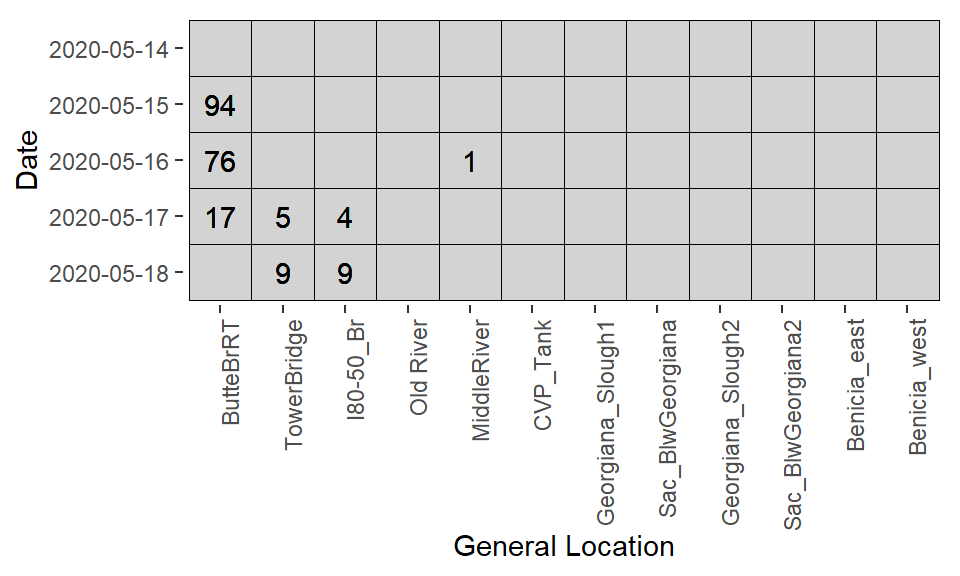 2020-05-14
2020-05-15 94
2020-05-16 76 1
2020-05-17 17 5 4
2020-05-18 9 9
Date
ButteBrRT
TowerBridge
I80-50_Br
Old River
MiddleRiver
CVP_Tank
Georgiana_Slough1
Sac_BlwGeorgiana
Georgiana_Slough2
Sac_BlwGeorgiana2
Benicia_east
Benicia_west
General Location